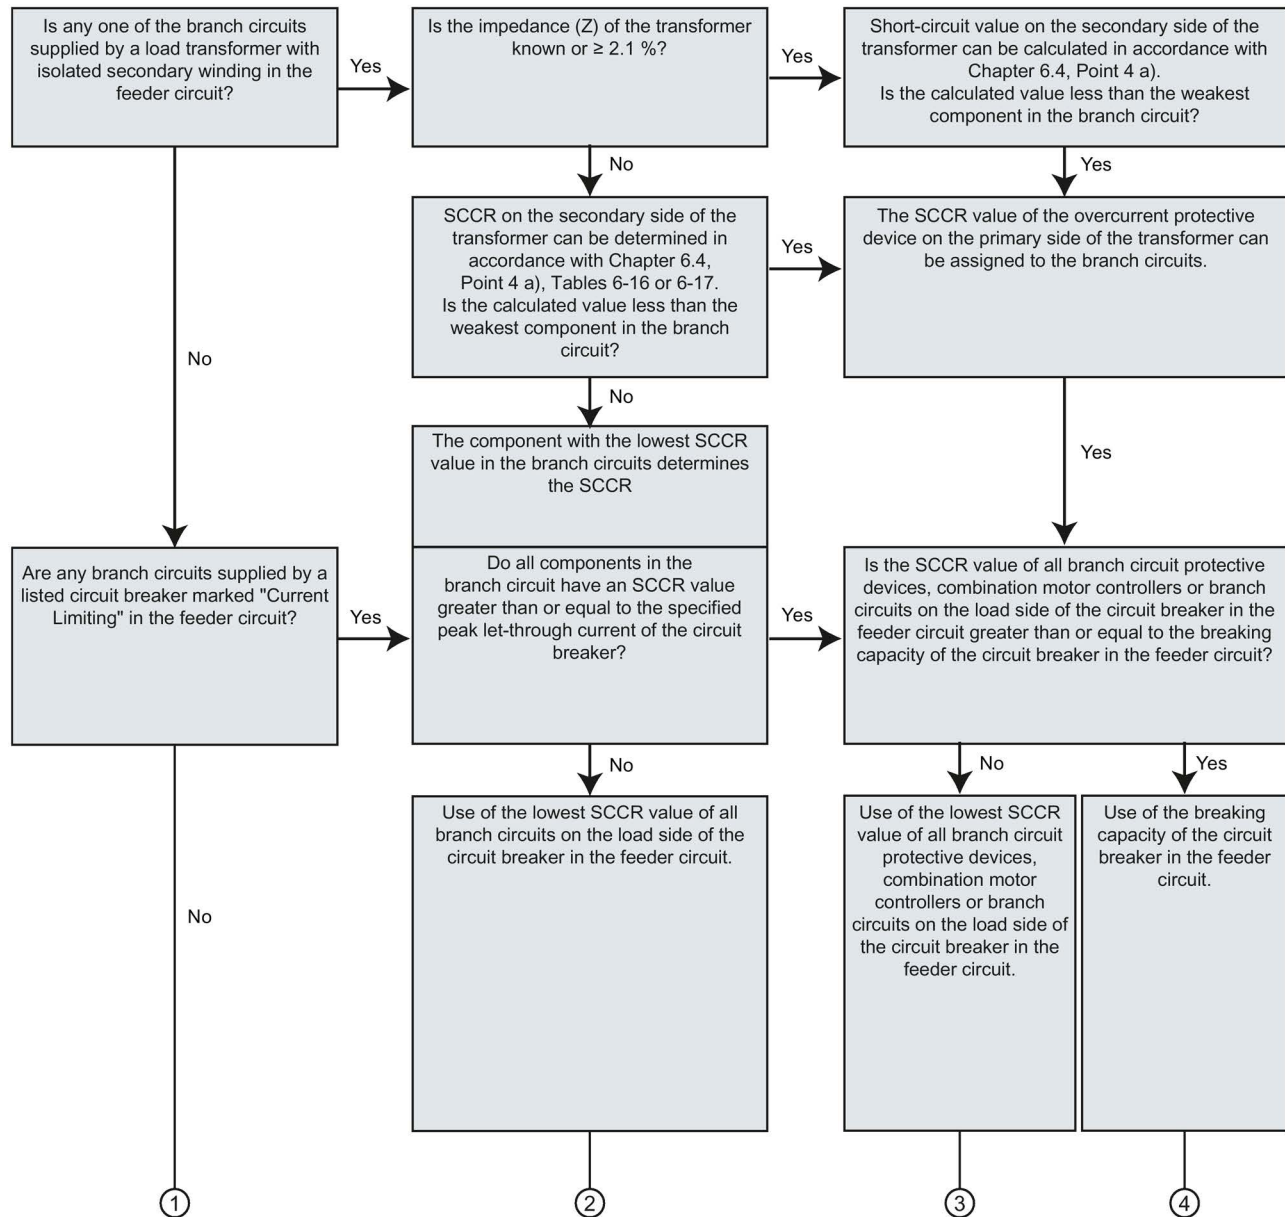 Is any one of the branch circuits
supplied by a load transformer with
isolated secondary winding in the
feeder circuit?
Yes
Is the impedance (Z) of the transformer
known or ≥ 2.1 %?
Yes
Short-circuit value on the secondary side of the
transformer can be calculated in accordance with
Chapter 6.4, Point 4 a).
Is the calculated value less than the weakest
component in the branch circuit?
No
Yes
SCCR on the secondary side of the
transformer can be determined in
accordance with Chapter 6.4,
Point 4 a), Tables 6-16 or 6-17.
Is the calculated value less than the
weakest component in the branch
circuit?
Yes
The SCCR value of the overcurrent protective
device on the primary side of the transformer can
be assigned to the branch circuits.
No
No
The component with the lowest SCCR
value in the branch circuits determines
the SCCR
Yes
Are any branch circuits supplied by a
listed circuit breaker marked "Current
Limiting" in the feeder circuit?
Yes
Do all components in the
branch circuit have an SCCR value
greater than or equal to the specified
peak let-through current of the circuit
breaker?
Yes
Is the SCCR value of all branch circuit protective
devices, combination motor controllers or branch
circuits on the load side of the circuit breaker in the
feeder circuit greater than or equal to the breaking
capacity of the circuit breaker in the feeder circuit?
No
No
Yes
Use of the lowest SCCR value of all
branch circuits on the load side of the
circuit breaker in the feeder circuit.
Use of the lowest SCCR
value of all branch circuit
protective devices,
combination motor
controllers or branch
circuits on the load side of
the circuit breaker in the
feeder circuit.
Use of the breaking
capacity of the circuit
breaker in the feeder
circuit.
No
1
2
3
4